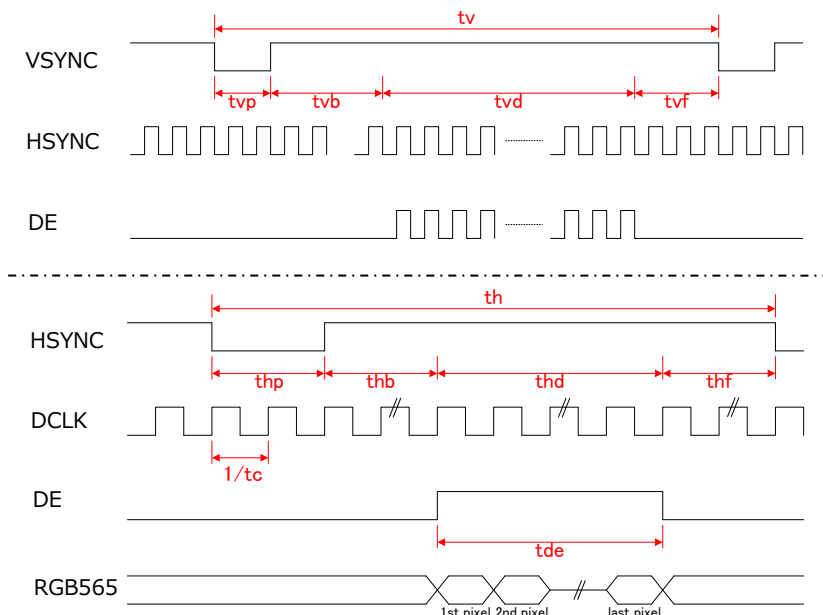 tv
VSYNC
tvp tvb tvd tvf
HSYNC
DE
th
HSYNC
thp thb thd thf
DCLK
1/tc
DE
tde
RGB565
1st pixel 2nd pixel last pixel